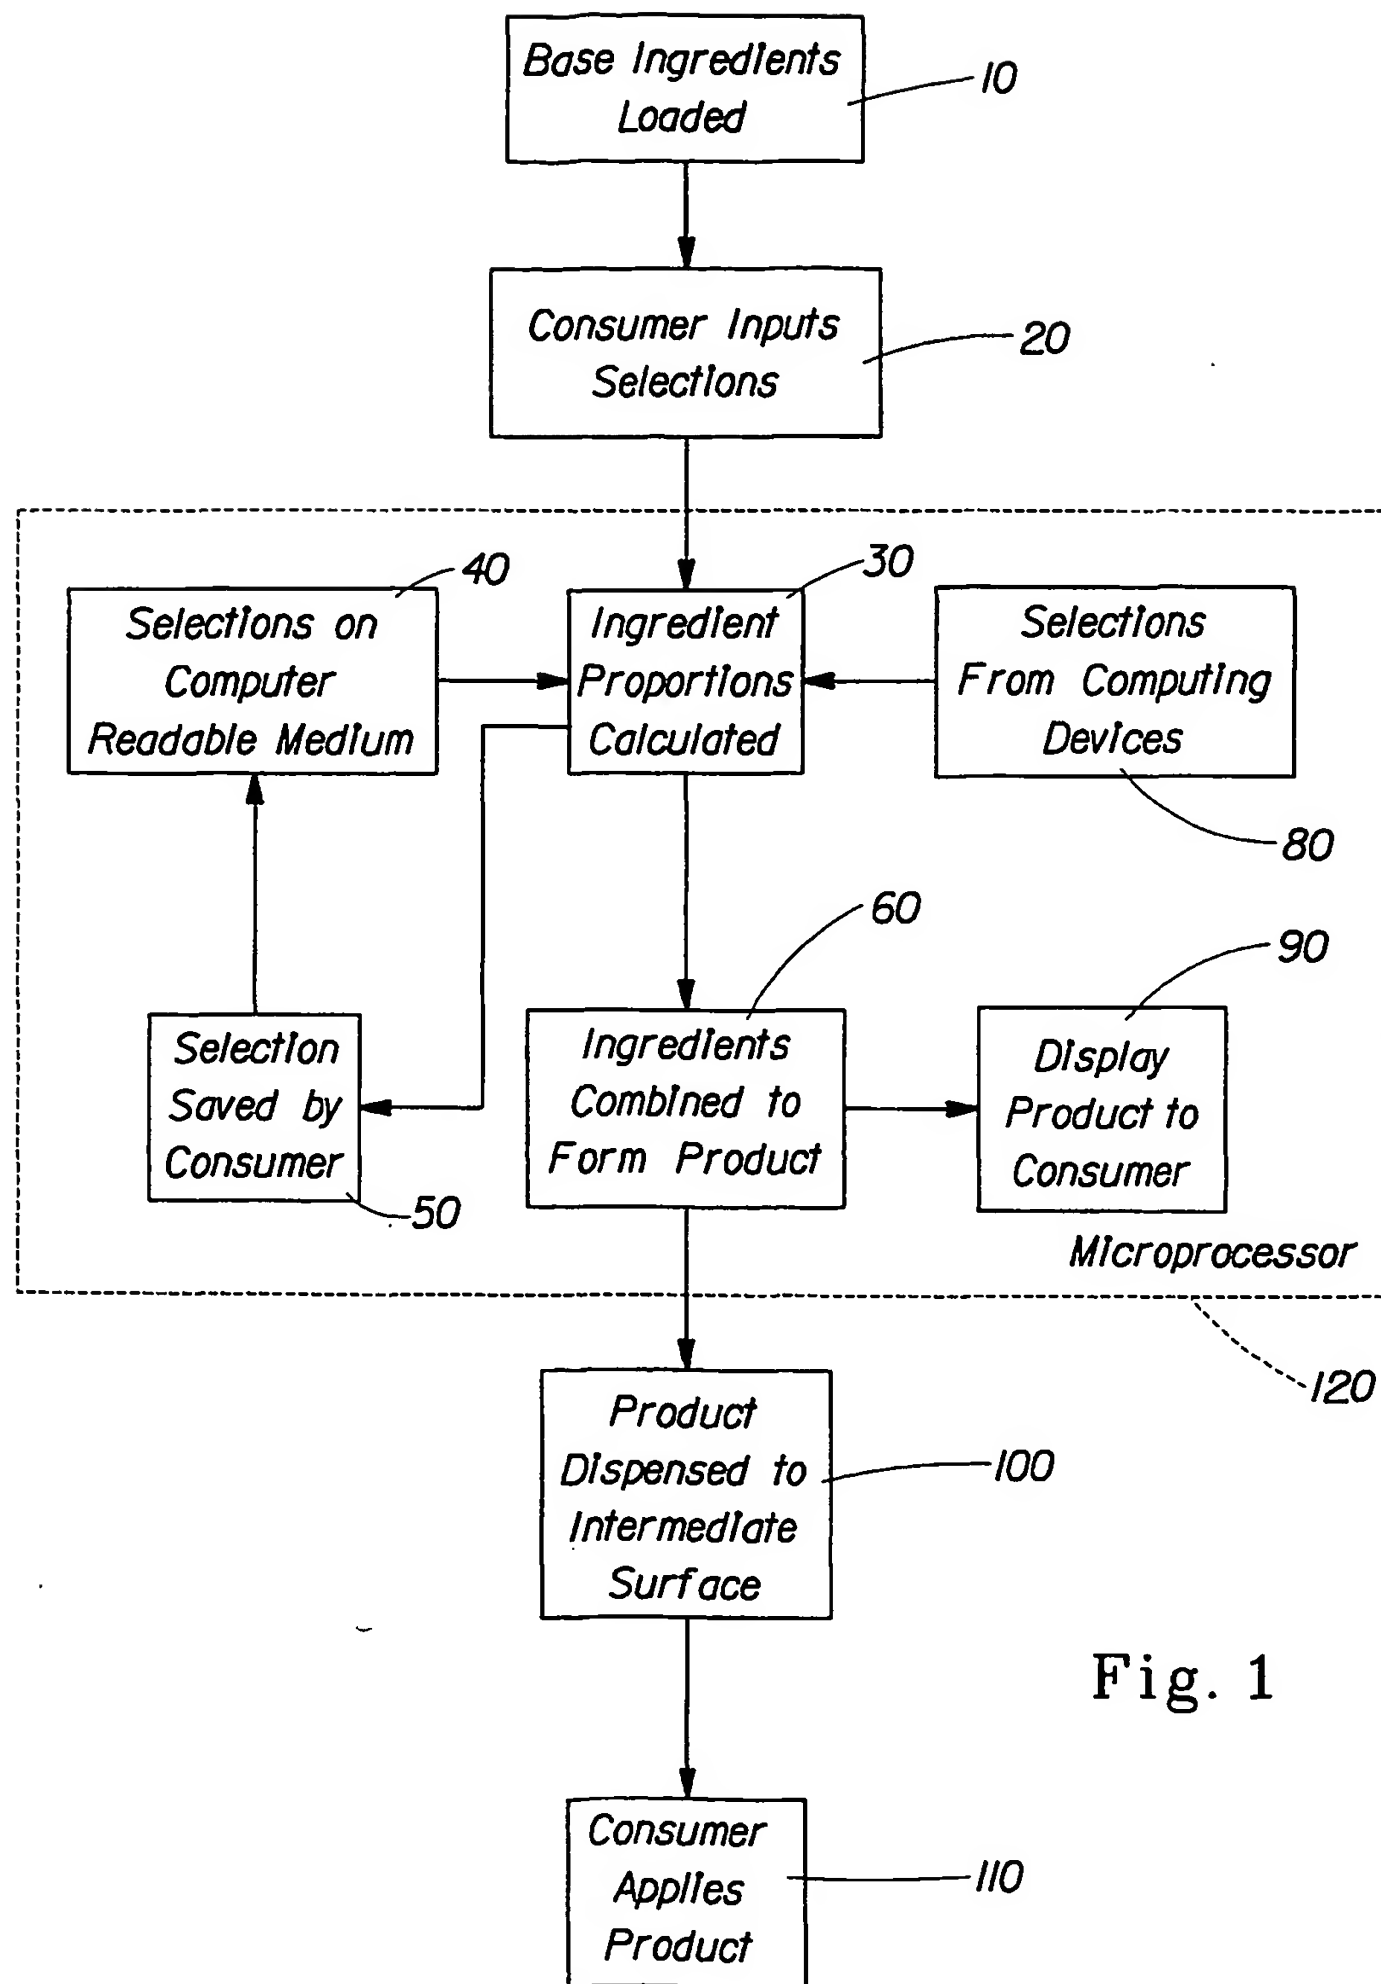 Base Ingredients
Loaded
10
Consumer Inputs
Selections
20
40
Selections on
Computer
Readable Medium
30
Ingredient
Proportions
Calculated
Selections
From Computing
Devices
80
60
90
Selection
Saved by
Consumer
50
Ingredients
Combined to
Form Product
Display
Product to
Consumer
Microprocessor
120
Product
Dispensed to
Intermediate
Surface
100
Fig. 1
Consumer
Applies
Product
110